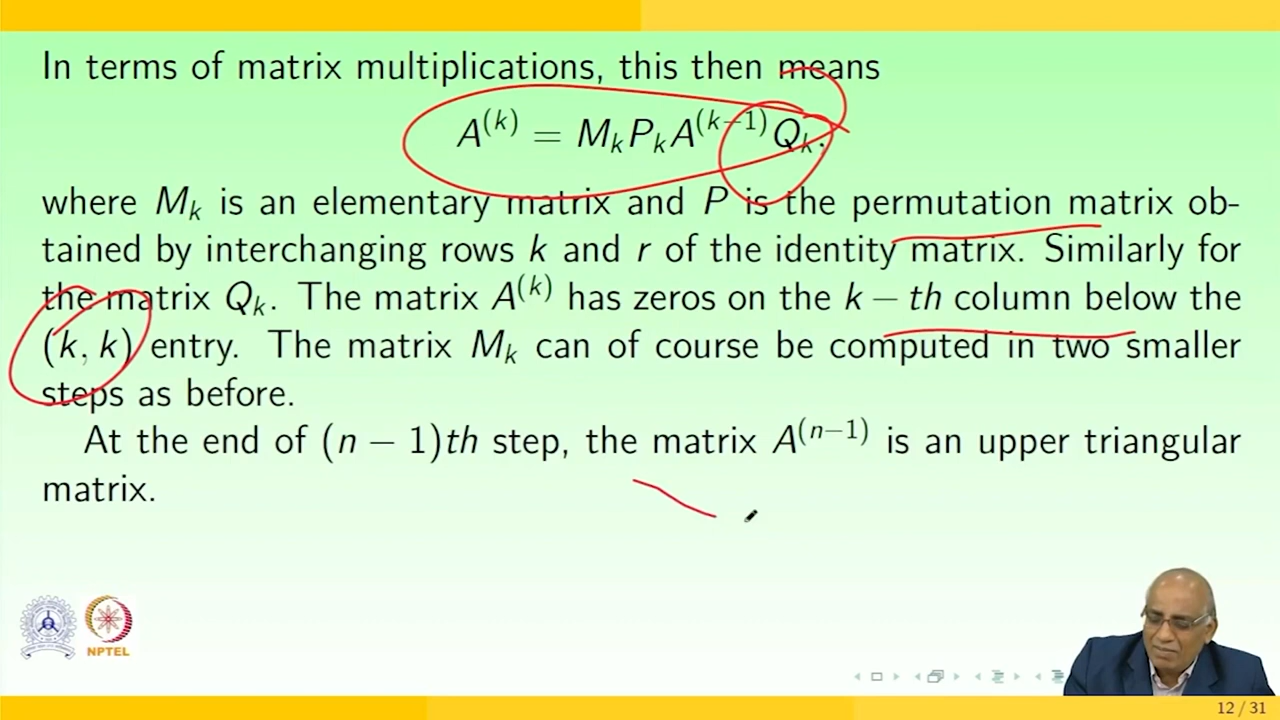 In terms of matrix multiplications, this then means
A^(k) = M_k P_k A^(k−1) Q_k.
where M_k is an elementary matrix and P is the permutation matrix ob-
tained by interchanging rows k and r of the identity matrix. Similarly for
the matrix Q_k. The matrix A^(k) has zeros on the k − th column below the
(k, k) entry. The matrix M_k can of course be computed in two smaller
steps as before.
At the end of (n − 1)th step, the matrix A^(n−1) is an upper triangular
matrix.
NPTEL
12 / 31